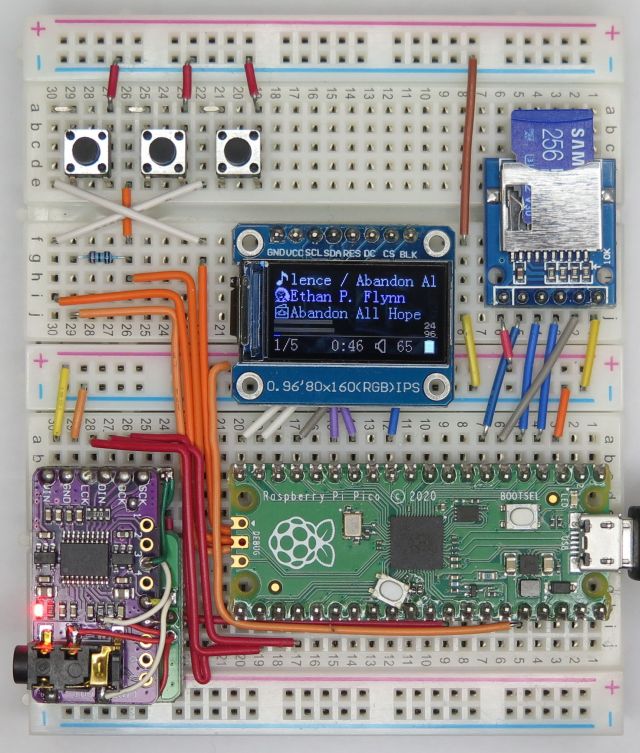 30 29 28 27 26 25 24 23 22 21 20 19 18 17 16 15 14 13 12 11 10 9 8 7 6 5 4 3 2 1
a
b
c
d
e
SAMS
256
GND VCC SCL SDA RES DC CS BLK
lence / Abandon Al
Ethan P. Flynn
Abandon All Hope
24
96
1/5 0:46 65
0.96'80x160(RGB)IPS
10K
f
g
h
i
j
VIN GND LCK DIN BCK SCK
Raspberry Pi Pico © 2020
BOOTSEL
LED
USB
DEBUG